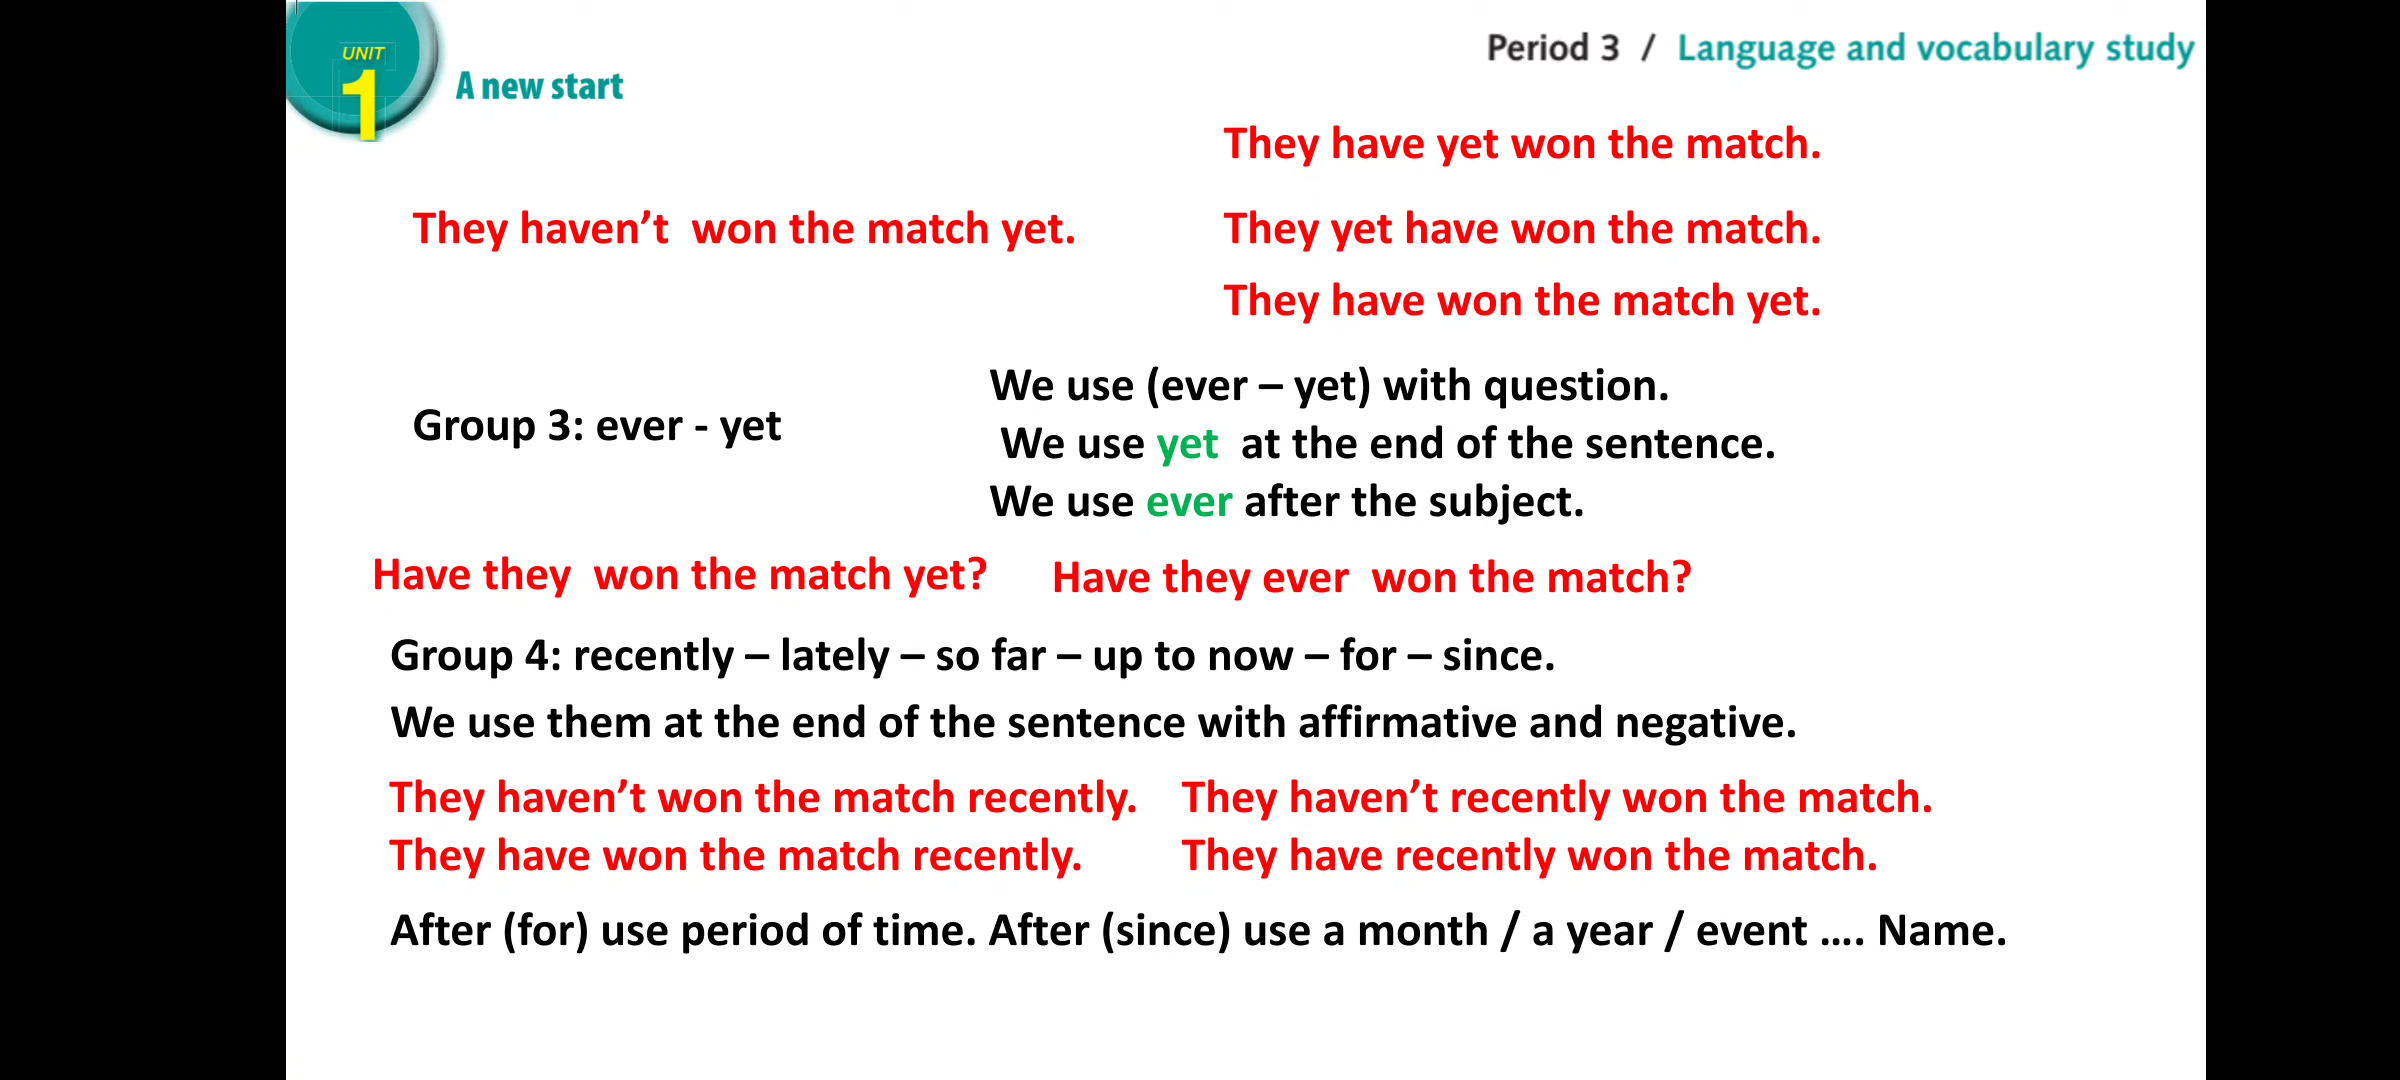 UNIT
1
A new start
Period 3 / Language and vocabulary study
They have yet won the match.
They haven’t won the match yet.
They yet have won the match.
They have won the match yet.
Group 3: ever - yet
We use (ever – yet) with question.
We use yet at the end of the sentence.
We use ever after the subject.
Have they won the match yet?
Have they ever won the match?
Group 4: recently – lately – so far – up to now – for – since.
We use them at the end of the sentence with affirmative and negative.
They haven’t won the match recently.
They haven’t recently won the match.
They have won the match recently.
They have recently won the match.
After (for) use period of time. After (since) use a month / a year / event .... Name.